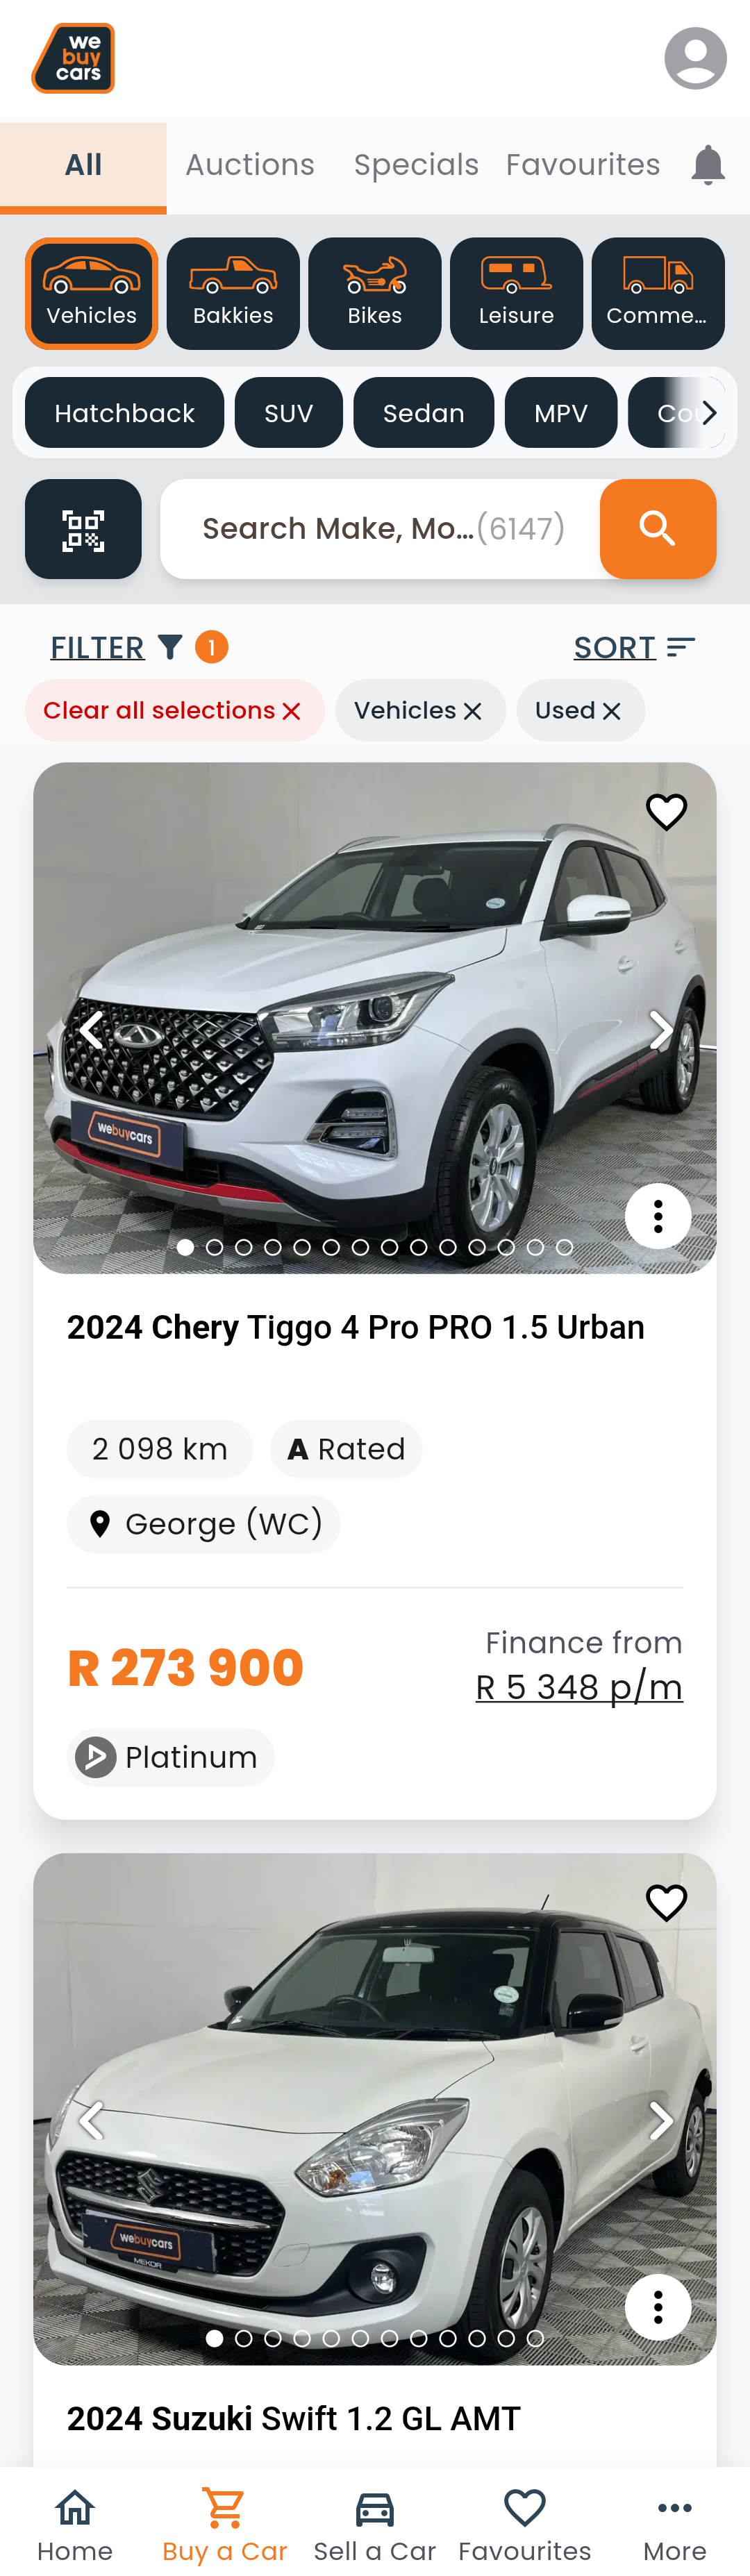 we
buy
cars
All
Auctions
Specials
Favourites
Vehicles
Bakkies
Bikes
Leisure
Comme...
Hatchback
SUV
Sedan
MPV
Search Make, Mo...(6147)
FILTER
1
SORT
Clear all selections
Vehicles
Used
webuycars
2024 Chery Tiggo 4 Pro PRO 1.5 Urban
2 098 km
A Rated
George (WC)
R 273 900
Finance from
R 5 348 p/m
Platinum
webuycars
MEKOR
2024 Suzuki Swift 1.2 GL AMT
Home
Buy a Car
Sell a Car
Favourites
More